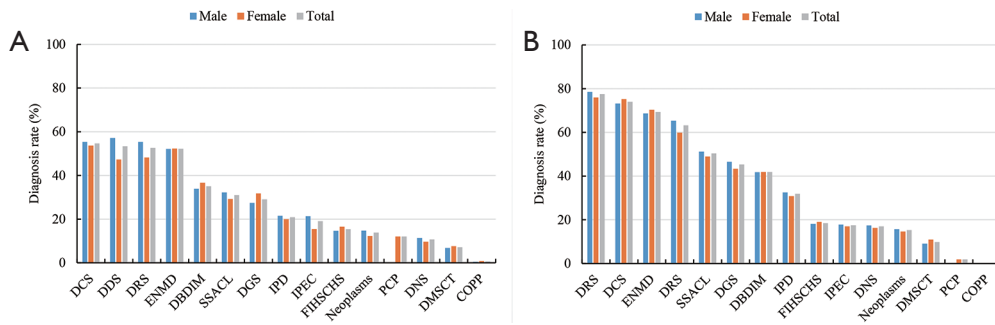 A
Male Female Total
Diagnosis rate (%)
100
80
60
40
20
0
DCS DDS DRS ENMD DBDIM SSACL DGS IPD IPEC FIHSCHS Neoplasms PCP DNS DMSCT COPP
B
Male Female Total
Diagnosis rate (%)
100
80
60
40
20
0
DRS DCS ENMD DRS SSACL DGS DBDIM IPD FIHSCHS IPEC DNS Neoplasms DMSCT PCP COPP